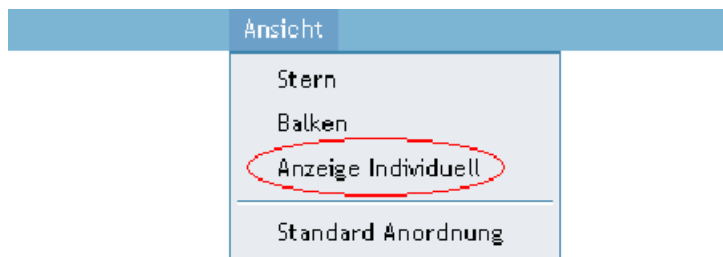 Ansicht
Stern
Balken
Anzeige Individuell
Standard Anordnung